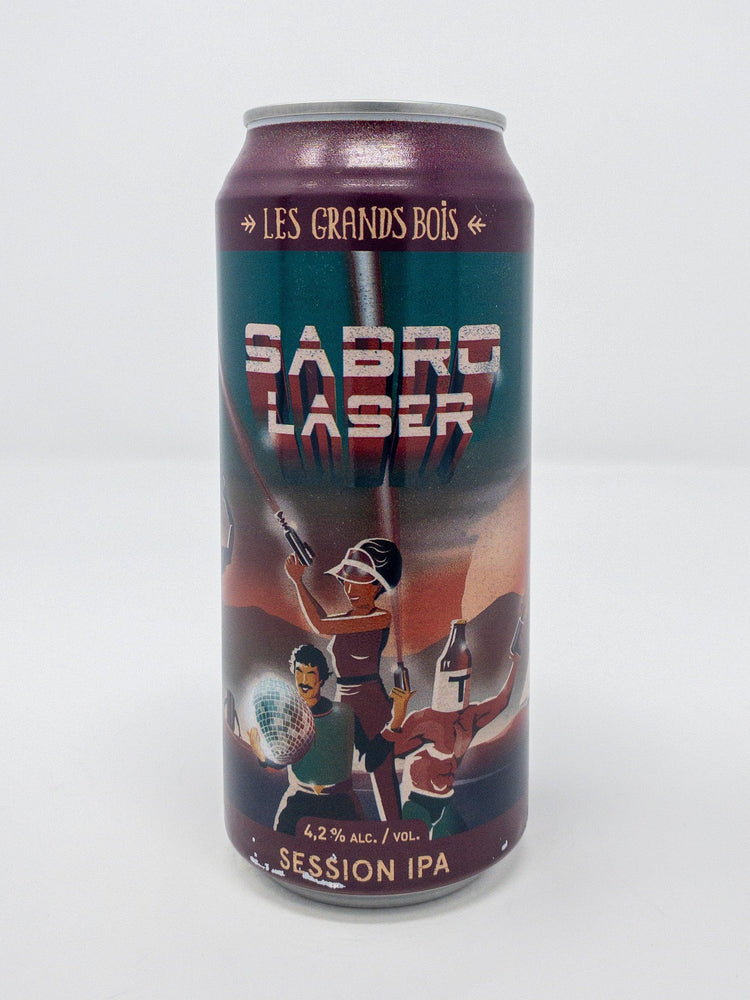 LES GRANDS BOIS
SABRO
LASER
T
4,2 % ALC. / VOL.
SESSION IPA